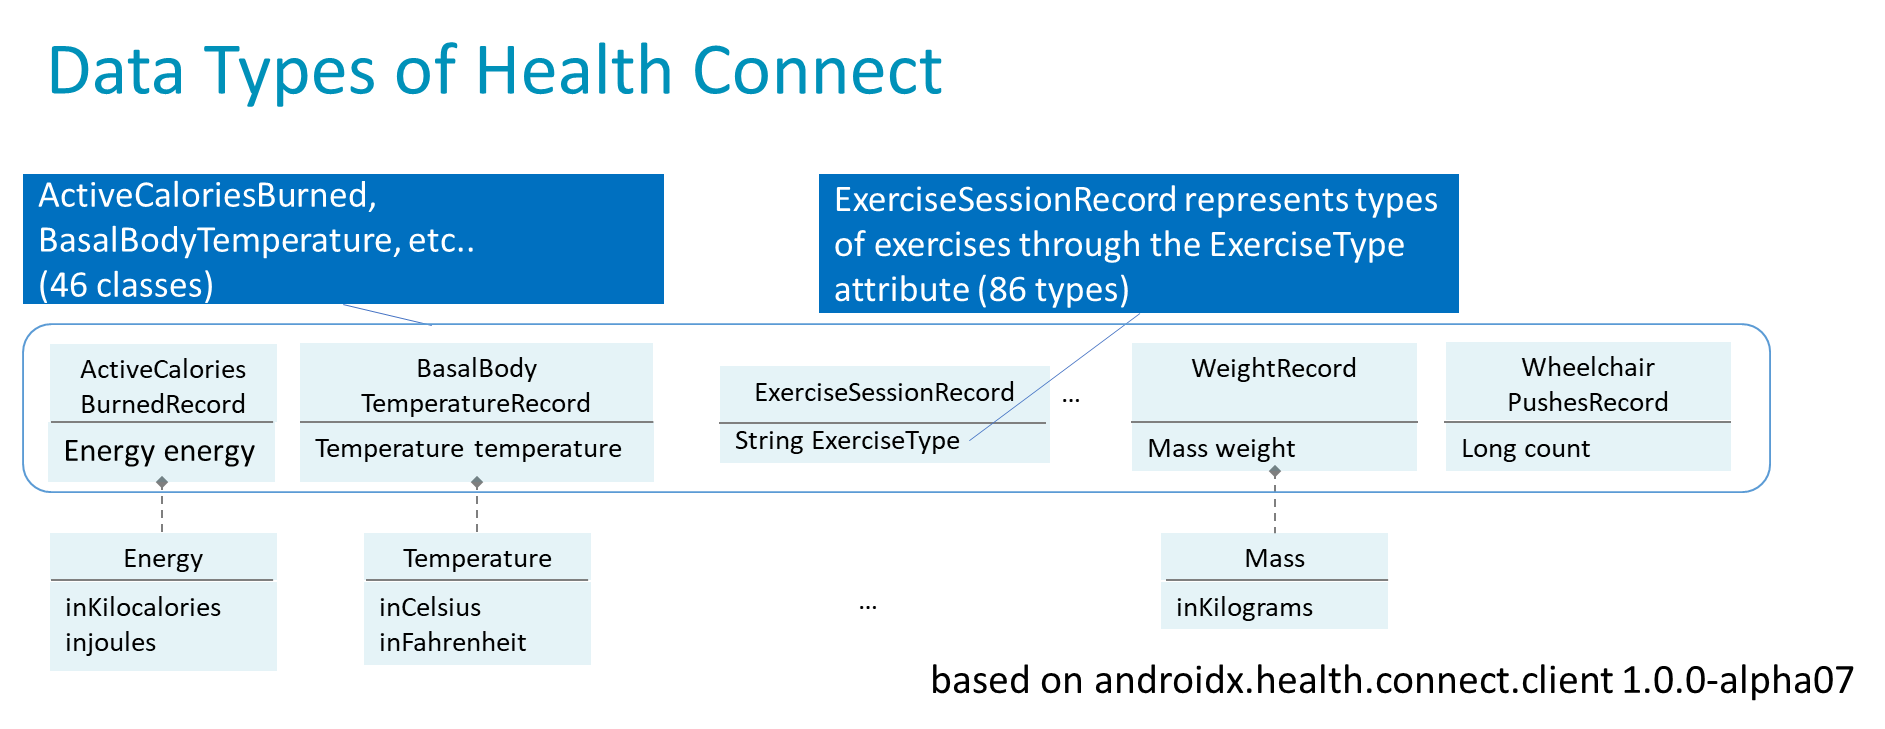 Data Types of Health Connect
ActiveCaloriesBurned,
BasalBodyTemperature, etc..
(46 classes)
ExerciseSessionRecord represents types
of exercises through the ExerciseType
attribute (86 types)
ActiveCalories
BurnedRecord
Energy energy
BasalBody
TemperatureRecord
Temperature temperature
ExerciseSessionRecord
String ExerciseType
...
WeightRecord
Mass weight
Wheelchair
PushesRecord
Long count
Energy
inKilocalories
injoules
Temperature
inCelsius
inFahrenheit
...
Mass
inKilograms
based on androidx.health.connect.client 1.0.0-alpha07